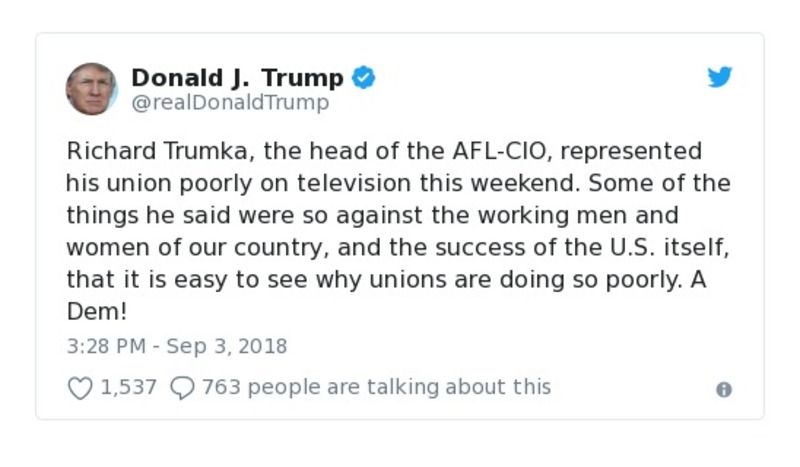 Donald J. Trump
@realDonaldTrump
Richard Trumka, the head of the AFL-CIO, represented
his union poorly on television this weekend. Some of the
things he said were so against the working men and
women of our country, and the success of the U.S. itself,
that it is easy to see why unions are doing so poorly. A
Dem!
3:28 PM - Sep 3, 2018
1,537 763 people are talking about this